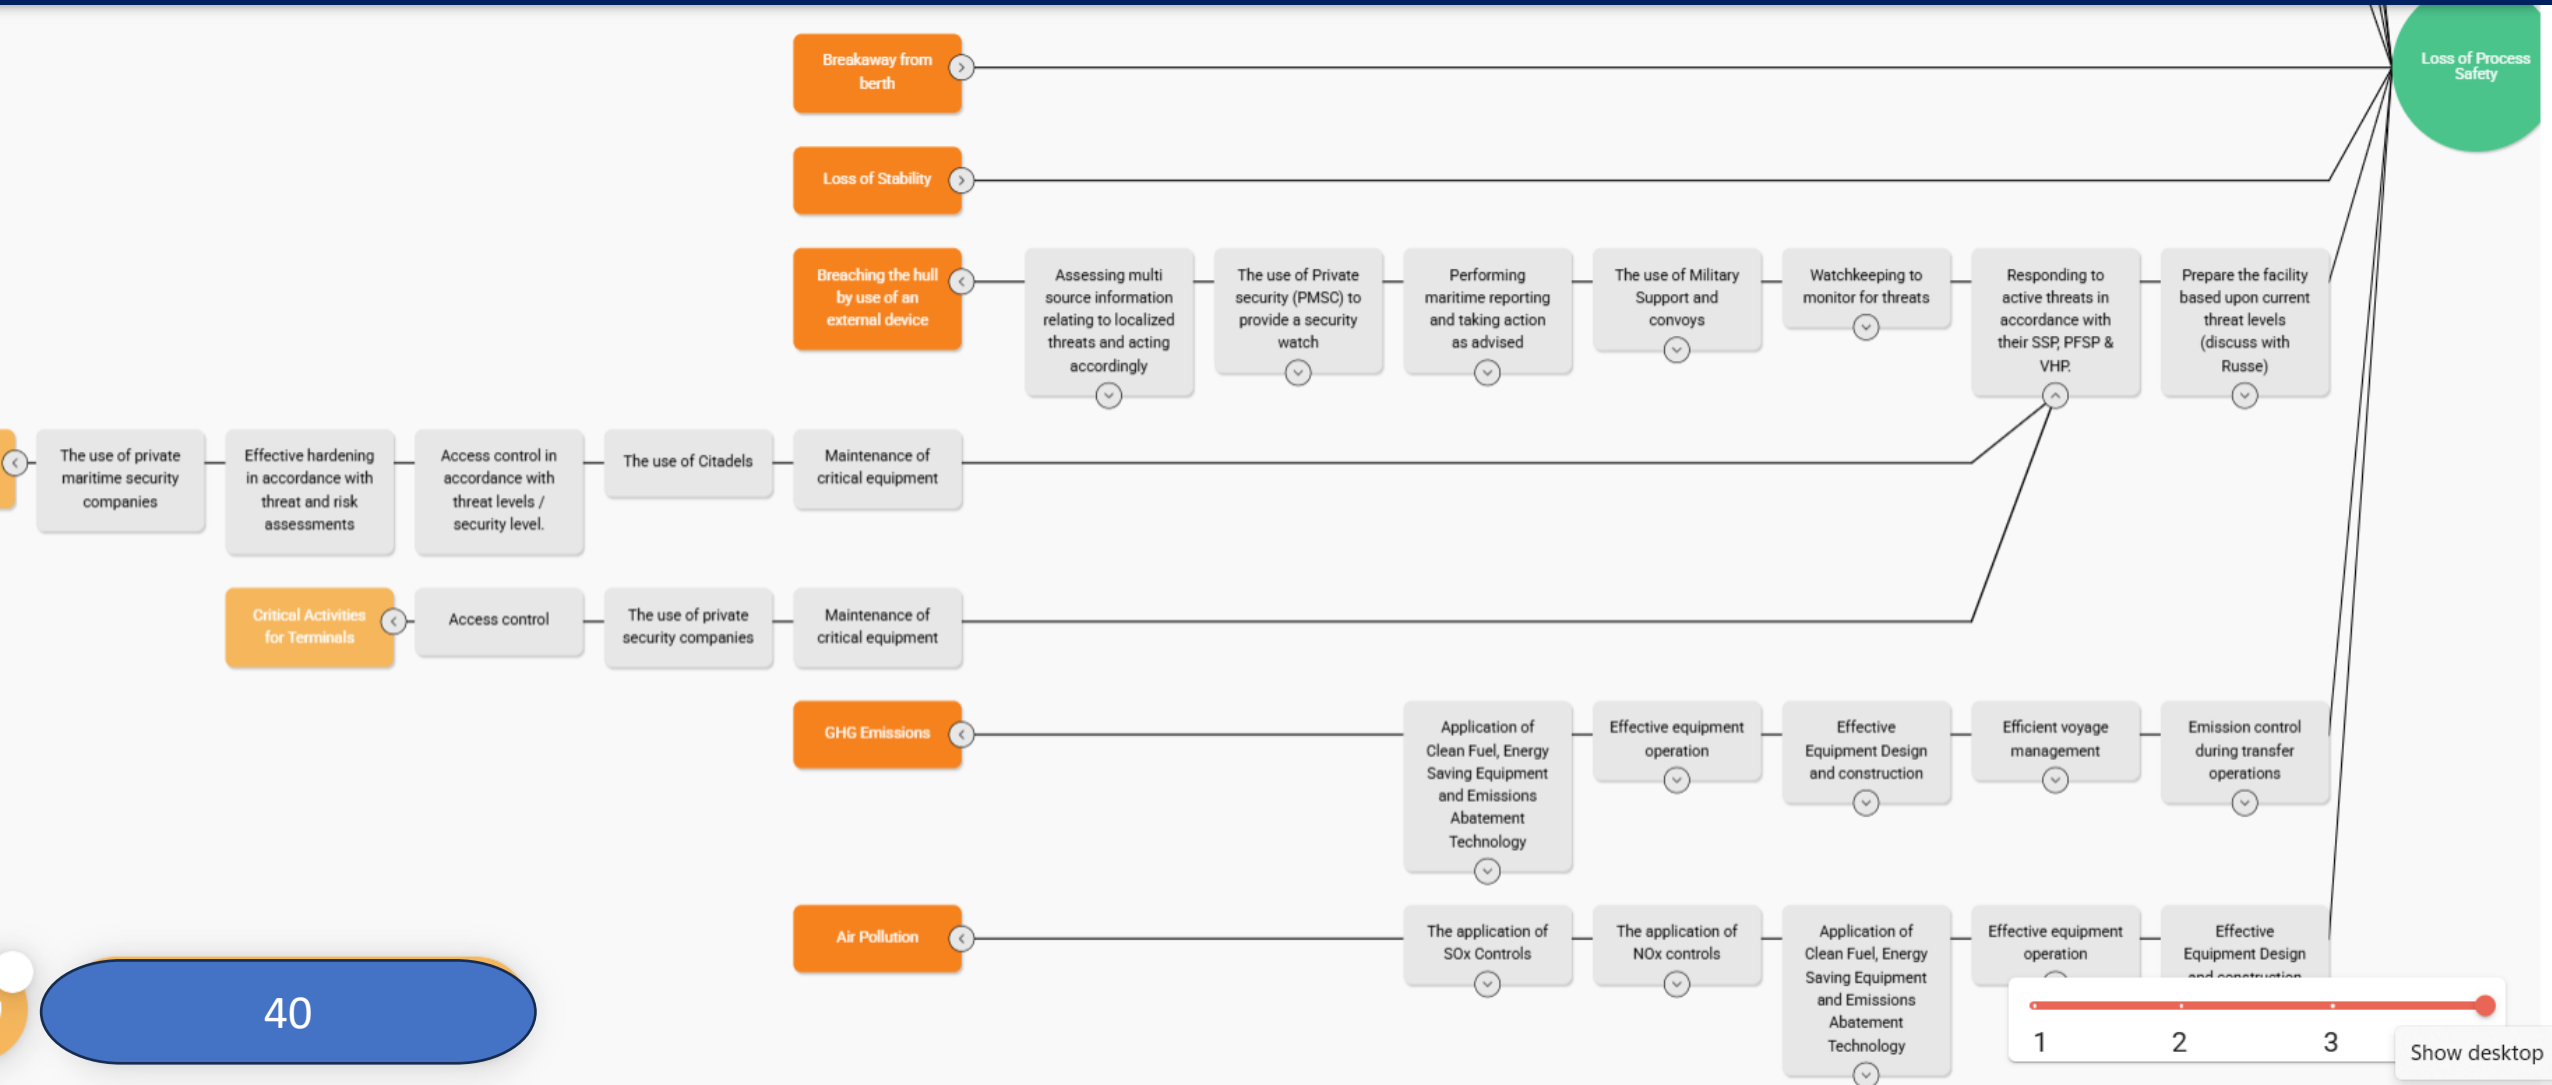 Loss of Process
Safety
Breakaway from
berth
Loss of Stability
Breaching the hull
by use of an
external device
Assessing multi
source information
relating to localized
threats and acting
accordingly
The use of Private
security (PMSC) to
provide a security
watch
Performing
maritime reporting
and taking action
as advised
The use of Military
Support and
convoys
Watchkeeping to
monitor for threats
Responding to
active threats in
accordance with
their SSP, PFSP &
VHP.
Prepare the facility
based upon current
threat levels
(discuss with
Russe)
The use of private
maritime security
companies
Effective hardening
in accordance with
threat and risk
assessments
Access control in
accordance with
threat levels /
security level.
The use of Citadels
Maintenance of
critical equipment
Critical Activities
for Terminals
Access control
The use of private
security companies
Maintenance of
critical equipment
GHG Emissions
Application of
Clean Fuel, Energy
Saving Equipment
and Emissions
Abatement
Technology
Effective equipment
operation
Effective
Equipment Design
and construction
Efficient voyage
management
Emission control
during transfer
operations
Air Pollution
The application of
SOx Controls
The application of
NOx controls
Application of
Clean Fuel, Energy
Saving Equipment
and Emissions
Abatement
Technology
Effective equipment
operation
Effective
Equipment Design
and construction
40
1 2 3
Show desktop